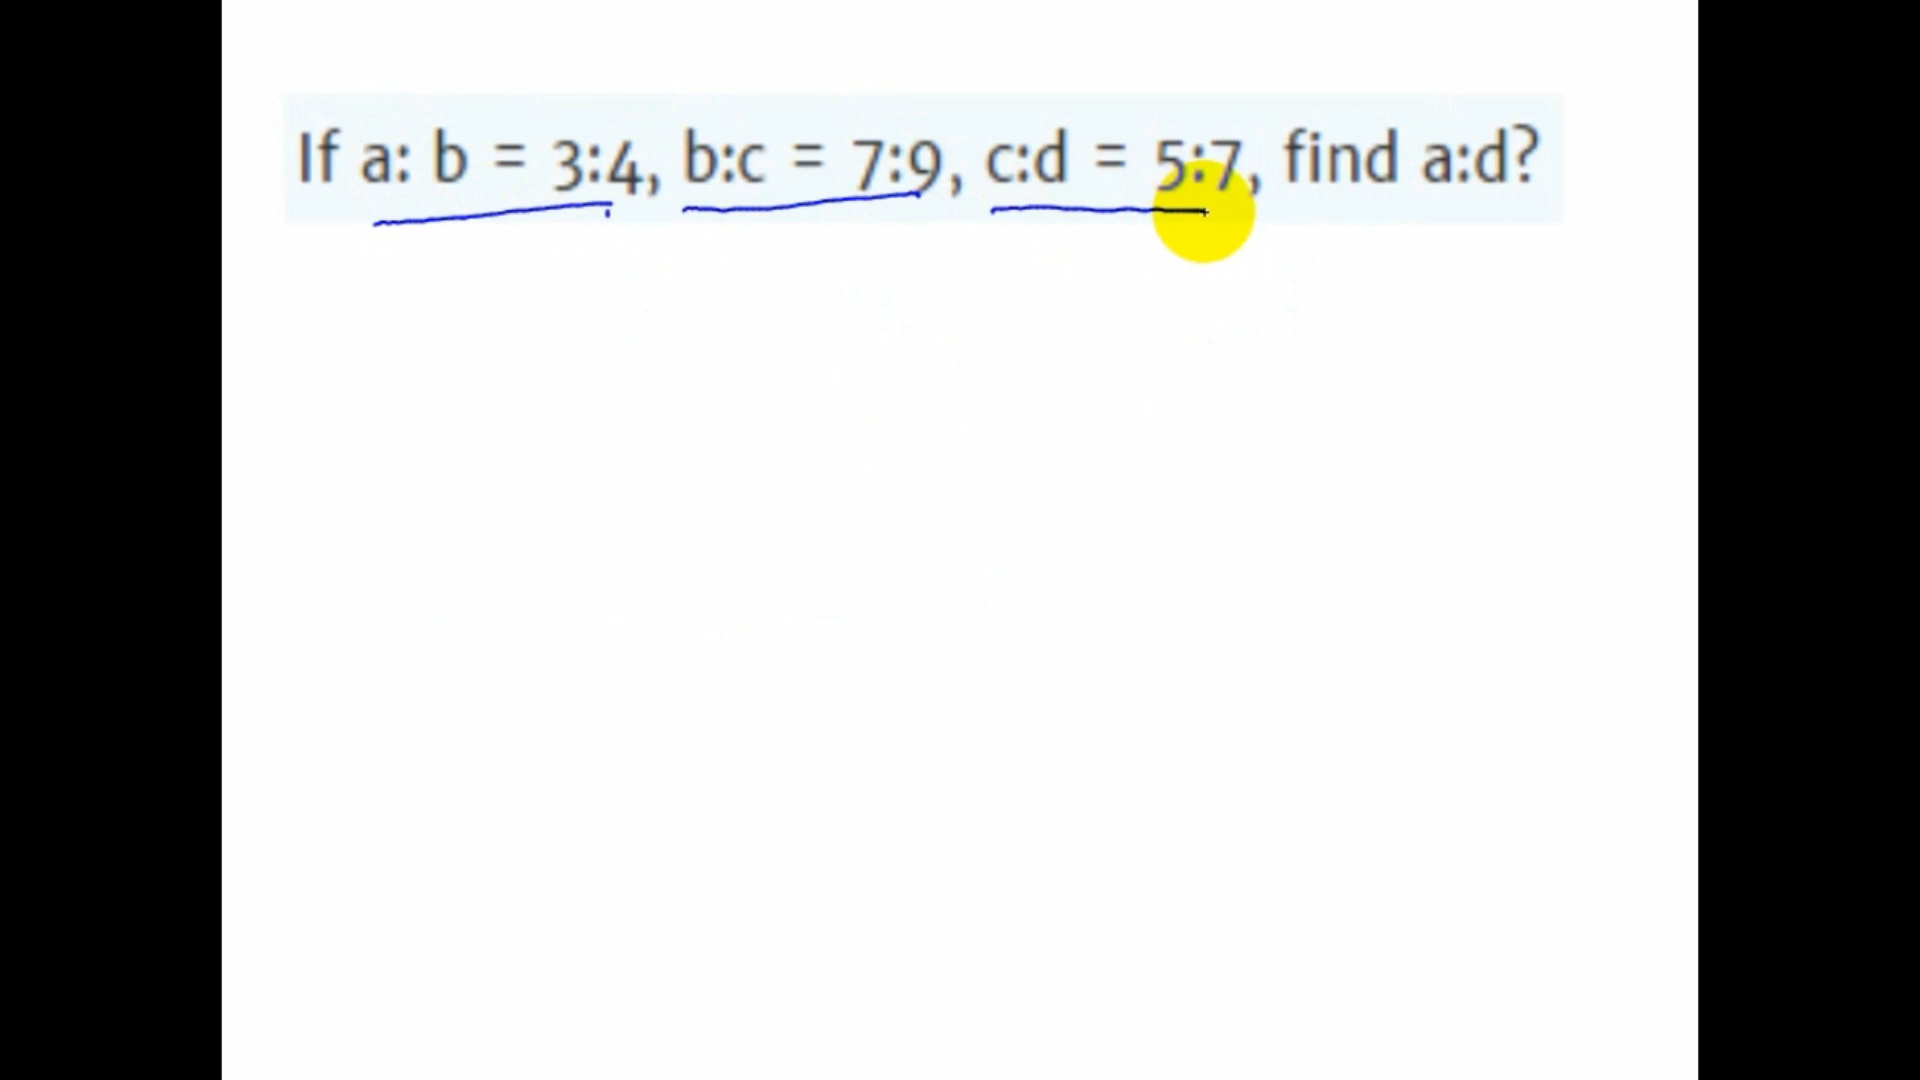 If a: b = 3:4, b:c = 7:9, c:d = 5:7, find a:d?